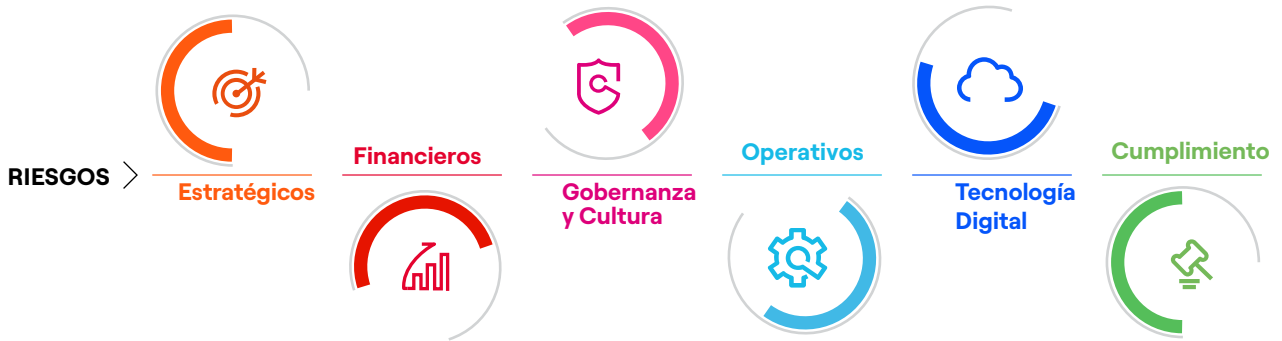 RIESGOS
Estratégicos
Financieros
Gobernanza
y Cultura
Operativos
Tecnología
Digital
Cumplimiento